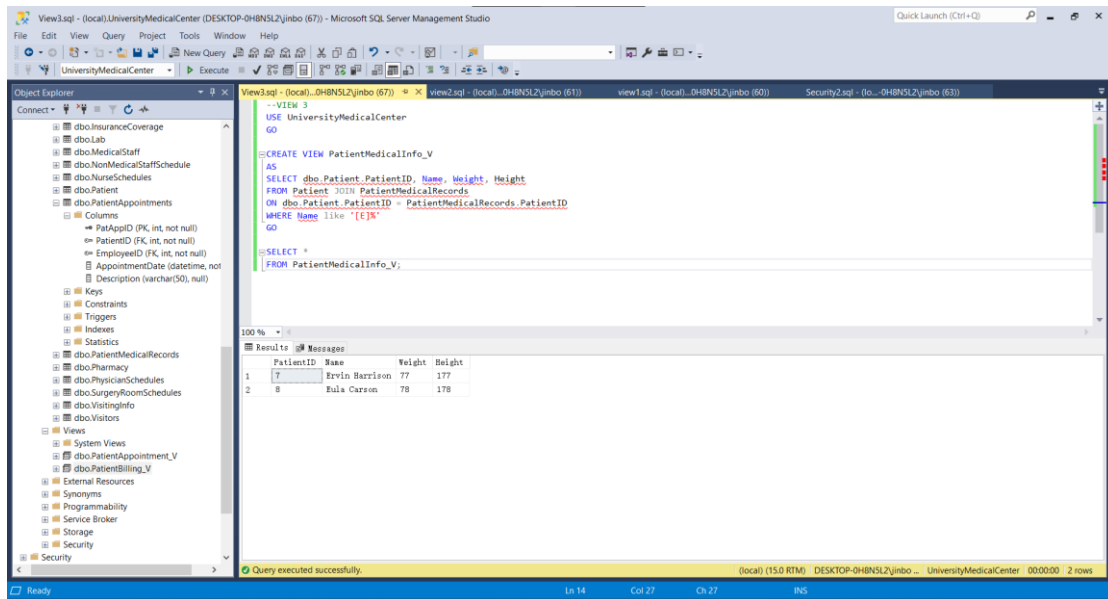 View3.sql - (local).UniversityMedicalCenter (DESKTOP-0H8N5L2\jinbo (67)) - Microsoft SQL Server Management Studio
Quick Launch (Ctrl+Q)
File Edit View Query Project Tools Window Help
New Query
UniversityMedicalCenter
Execute
Object Explorer
Connect
dbo.InsuranceCoverage
dbo.Lab
dbo.MedicalStaff
dbo.NonMedicalStaffSchedule
dbo.NurseSchedules
dbo.Patient
dbo.PatientAppointments
Columns
PatAppID (PK, int, not null)
PatientID (FK, int, not null)
EmployeeID (FK, int, not null)
AppointmentDate (datetime, not
Description (varchar(50), null)
Keys
Constraints
Triggers
Indexes
Statistics
dbo.PatientMedicalRecords
dbo.Pharmacy
dbo.PhysicianSchedules
dbo.SurgeryRoomSchedules
dbo.VisitingInfo
dbo.Visitors
Views
System Views
dbo.PatientAppointment_V
dbo.PatientBilling_V
External Resources
Synonyms
Programmability
Service Broker
Storage
Security
Security
View3.sql - (local)...0H8N5L2\jinbo (67))
view2.sql - (local)...0H8N5L2\jinbo (61))
view1.sql - (local)...0H8N5L2\jinbo (60))
Security2.sql - (lo...-0H8N5L2\jinbo (63))
--VIEW 3
USE UniversityMedicalCenter
GO
CREATE VIEW PatientMedicalInfo_V
AS
SELECT dbo.Patient.PatientID, Name, Weight, Height
FROM Patient JOIN PatientMedicalRecords
ON dbo.Patient.PatientID = PatientMedicalRecords.PatientID
WHERE Name like '[E]%'
GO
SELECT *
FROM PatientMedicalInfo_V;
100 %
Results Messages
PatientID Name Weight Height
1 7 Ervin Harrison 77 177
2 8 Eula Carson 78 178
Query executed successfully.
(local) (15.0 RTM) DESKTOP-0H8N5L2\jinbo ... UniversityMedicalCenter 00:00:00 2 rows
Ready
Ln 14 Col 27 Ch 27 INS